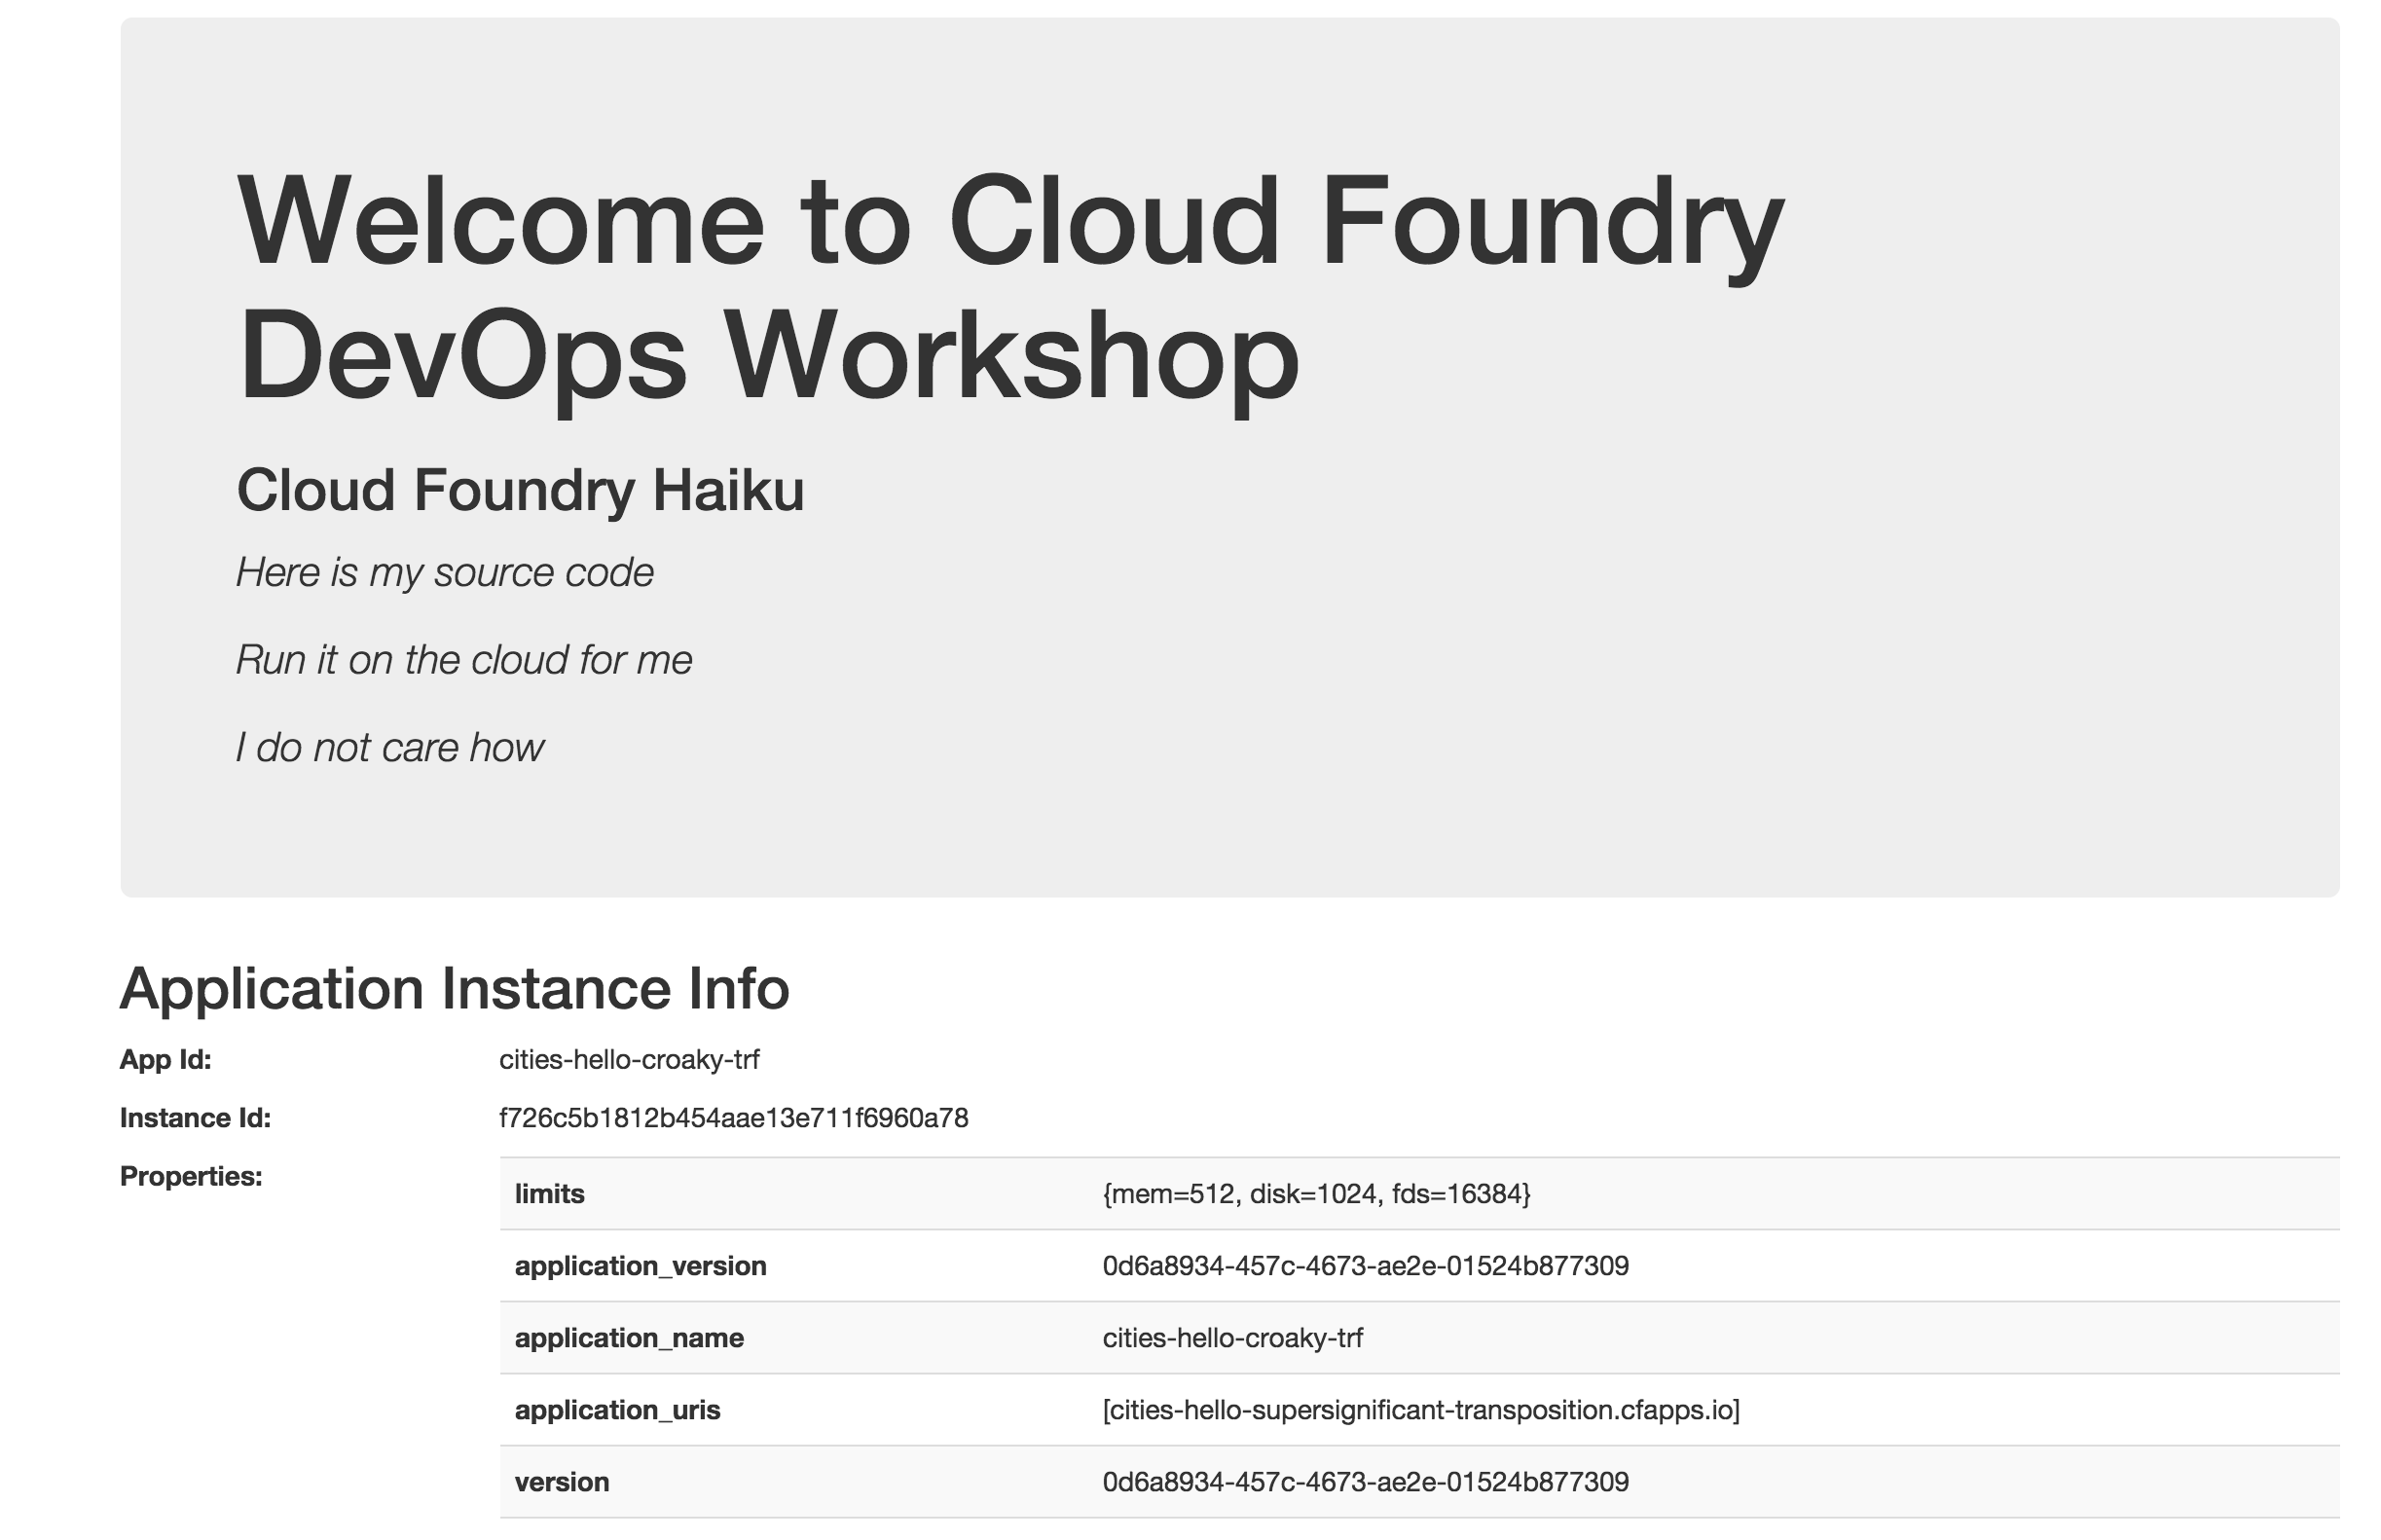 Welcome to Cloud Foundry
DevOps Workshop
Cloud Foundry Haiku
Here is my source code
Run it on the cloud for me
I do not care how
Application Instance Info
App Id: cities-hello-croaky-trf
Instance Id: f726c5b1812b454aae13e711f6960a78
Properties:
limits {mem=512, disk=1024, fds=16384}
application_version 0d6a8934-457c-4673-ae2e-01524b877309
application_name cities-hello-croaky-trf
application_uris [cities-hello-supersignificant-transposition.cfapps.io]
version 0d6a8934-457c-4673-ae2e-01524b877309